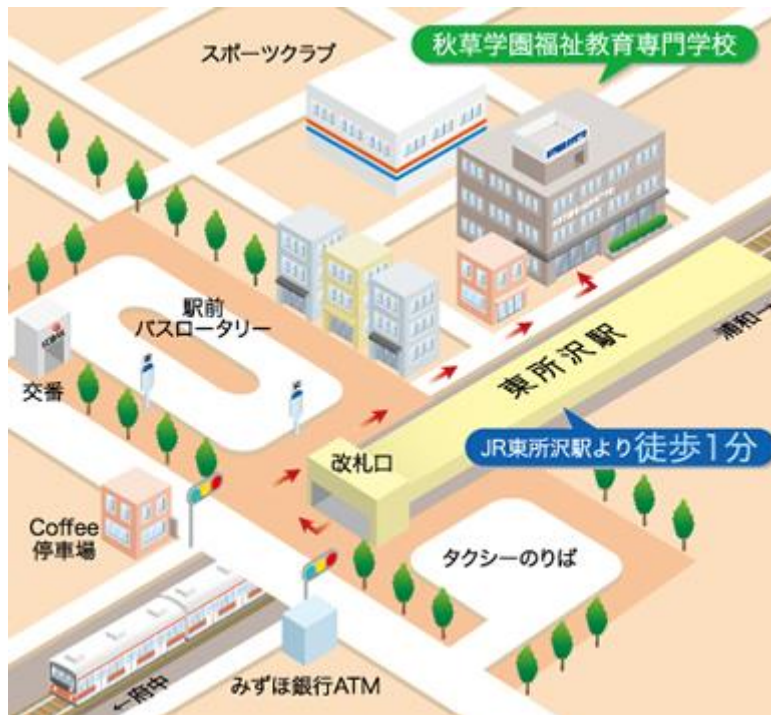 スポーツクラブ
秋草学園福祉教育専門学校
駅前
バスロータリー
交番
東所沢駅
浦和→
改札口
JR東所沢駅より徒歩1分
Coffee
停車場
タクシーのりば
みずほ銀行ATM
←府中